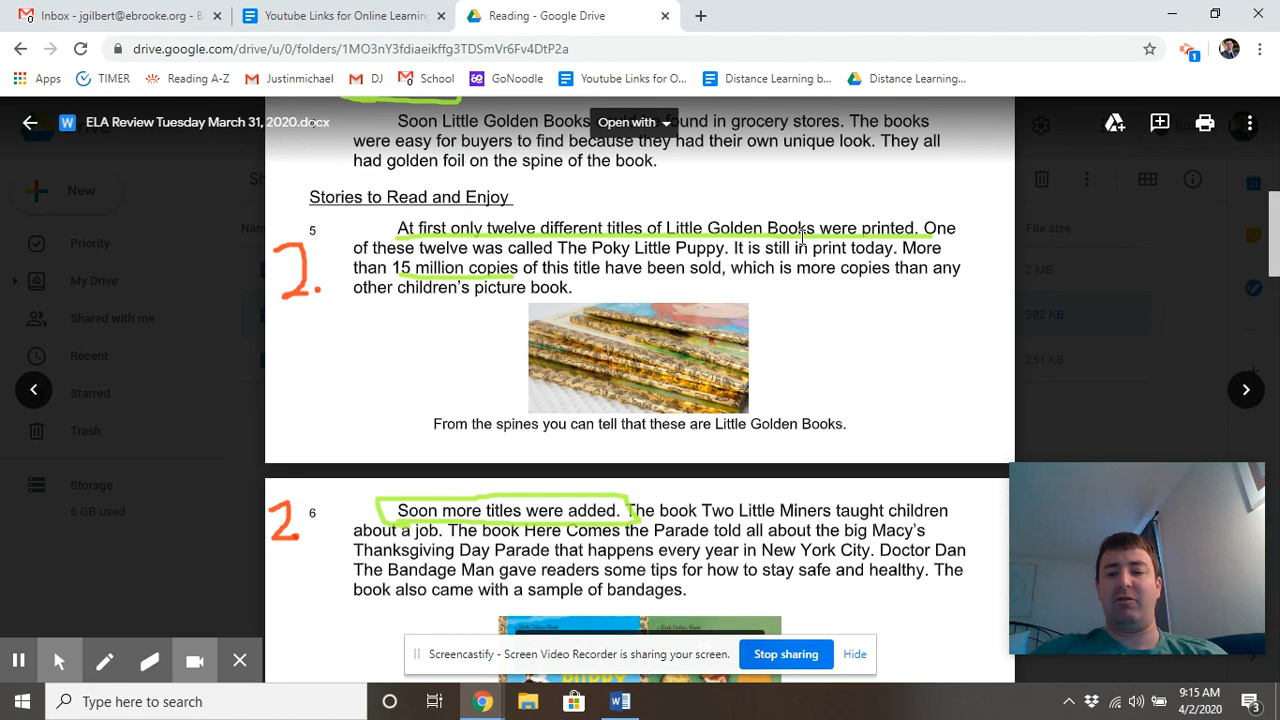 Inbox - jgilbert@ebrooke.org - B
Youtube Links for Online Learning
Reading - Google Drive
drive.google.com/drive/u/0/folders/1MO3nY3fdiaeikffg3TDSmVr6Fv4DtP2a
Apps
TIMER
Reading A-Z
Justinmichael
DJ
School
GoNoodle
Youtube Links for O...
Distance Learning b...
Distance Learning...
ELA Review Tuesday March 31, 2020.docx
Open with
Soon Little Golden Books found in grocery stores. The books
were easy for buyers to find because they had their own unique look. They all
had golden foil on the spine of the book.
Stories to Read and Enjoy
5
At first only twelve different titles of Little Golden Books were printed. One
of these twelve was called The Poky Little Puppy. It is still in print today. More
than 15 million copies of this title have been sold, which is more copies than any
other children's picture book.
2.
From the spines you can tell that these are Little Golden Books.
2
6
Soon more titles were added. The book Two Little Miners taught children
about a job. The book Here Comes the Parade told all about the big Macy's
Thanksgiving Day Parade that happens every year in New York City. Doctor Dan
The Bandage Man gave readers some tips for how to stay safe and healthy. The
book also came with a sample of bandages.
New
Priority
My Drive
Shared with me
Recent
Starred
Trash
Storage
6 GB used
2 MB
382 KB
251 KB
PUPPY
Screencastify - Screen Video Recorder is sharing your screen.
Stop sharing
Hide
Type here to search
9:15 AM
4/2/2020